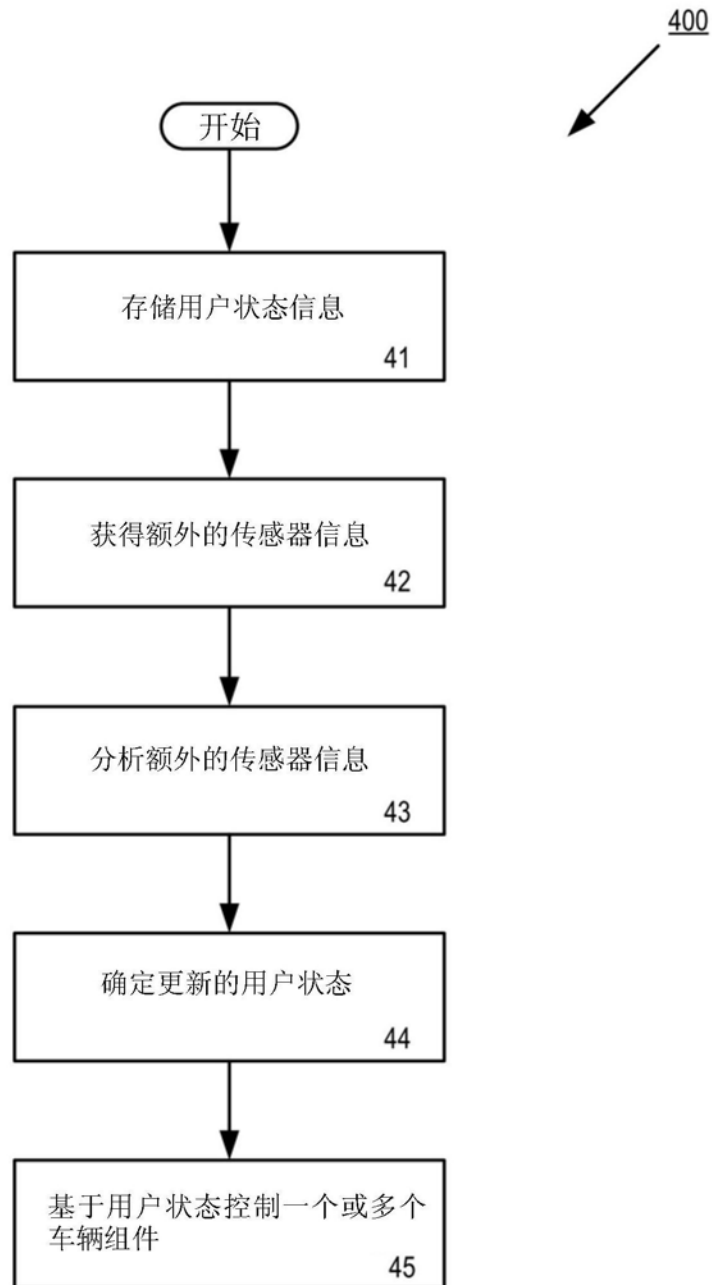 400
开始
存储用户状态信息
41
获得额外的传感器信息
42
分析额外的传感器信息
43
确定更新的用户状态
44
基于用户状态控制一个或多个
车辆组件
45